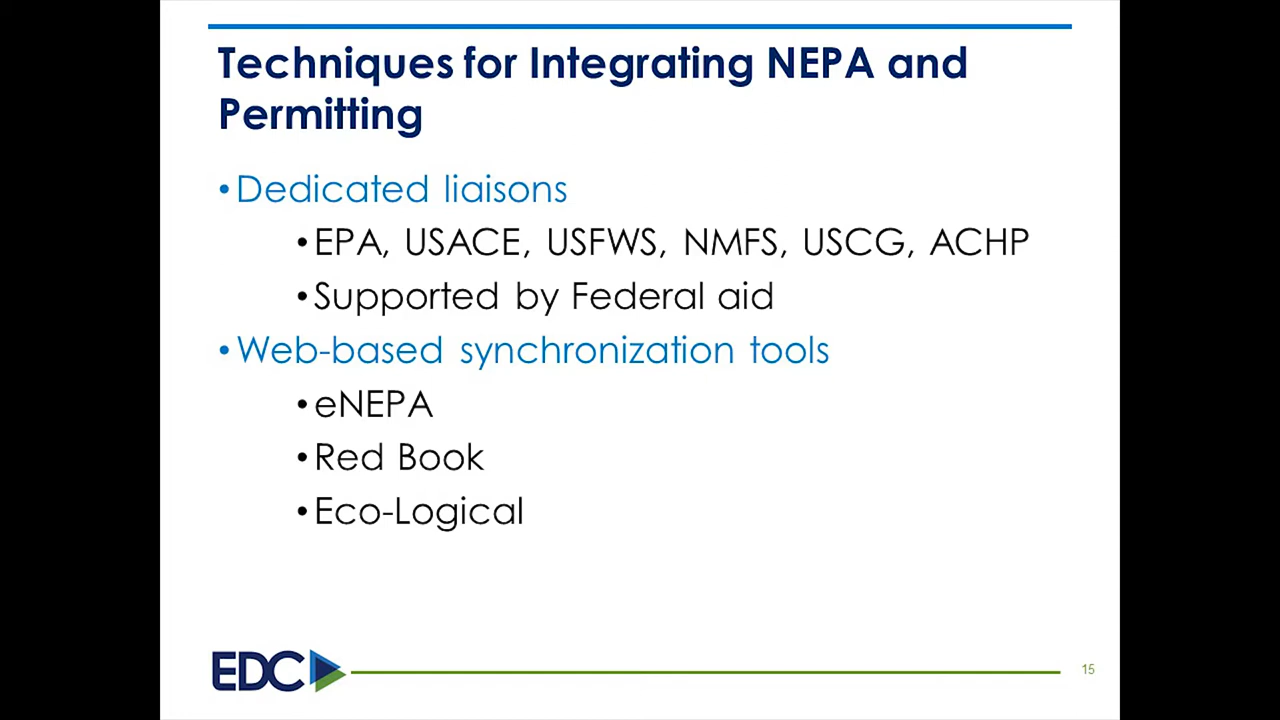 Techniques for Integrating NEPA and
Permitting
•Dedicated liaisons
•EPA, USACE, USFWS, NMFS, USCG, ACHP
•Supported by Federal aid
•Web-based synchronization tools
•eNEPA
•Red Book
•Eco-Logical
EDC
15